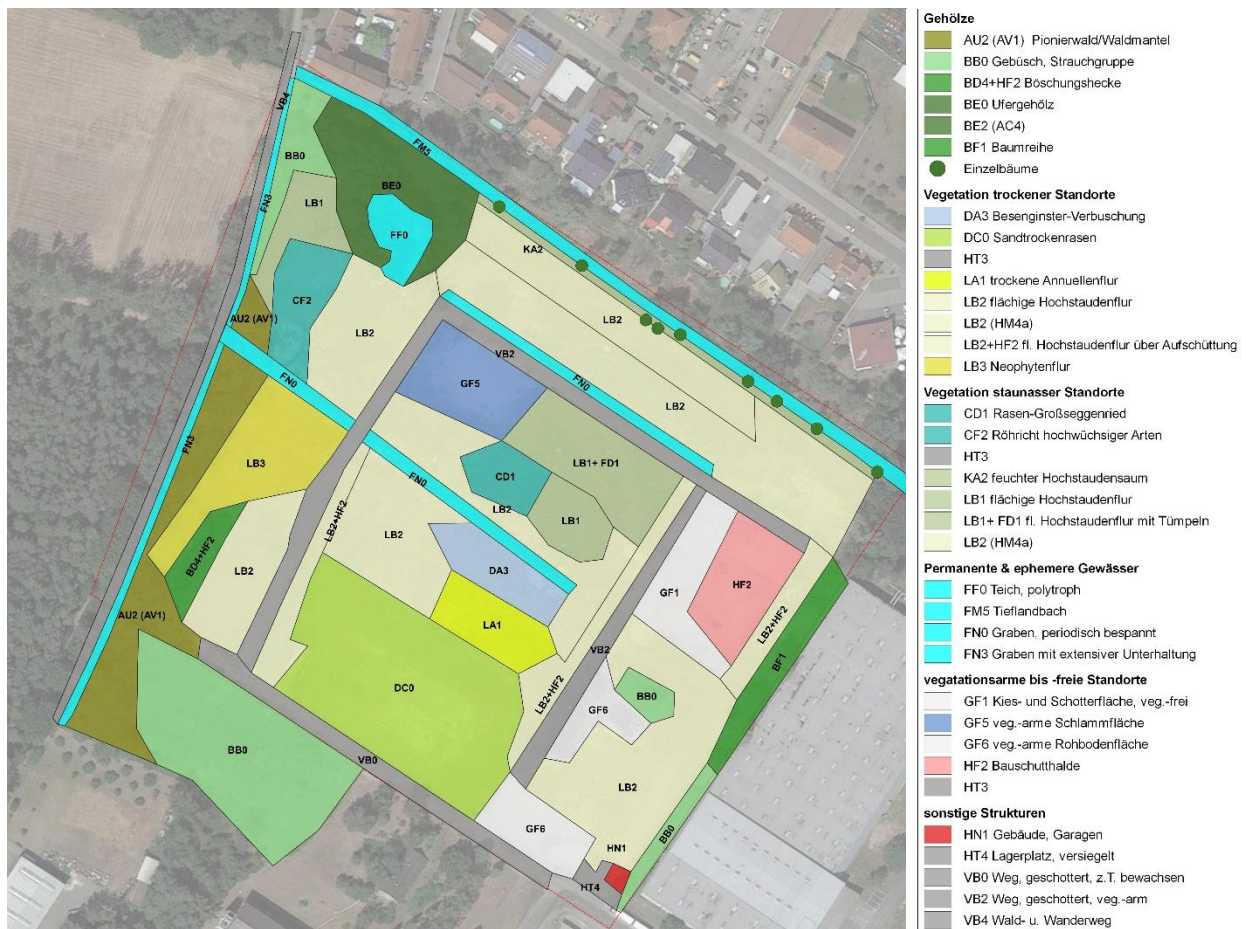 VB4
FM5
BB0
BE0
FN3
LB1
FF0
KA2
CF2
AU2 (AV1)
LB2
LB2
VB2
FN0
FN0
GF5
LB2
FN3
LB3
CD1
LB1+ FD1
FN0
LB2+HF2
LB2
LB1
LB2
DA3
BD4+HF2
LB2
GF1
HF2
LA1
AU2 (AV1)
LB2+HF2
VB2
BF1
DC0
LB2+HF2
BB0
GF6
BB0
VB0
LB2
GF6
HN1
BB0
HT4
Gehölze
AU2 (AV1) Pionierwald/Waldmantel
BB0 Gebüsch, Strauchgruppe
BD4+HF2 Böschungshecke
BE0 Ufergehölz
BE2 (AC4)
BF1 Baumreihe
Einzelbäume
Vegetation trockener Standorte
DA3 Besenginster-Verbuschung
DC0 Sandtrockenrasen
HT3
LA1 trockene Annuellenflur
LB2 flächige Hochstaudenflur
LB2 (HM4a)
LB2+HF2 fl. Hochstaudenflur über Aufschüttung
LB3 Neophytenflur
Vegetation staunasser Standorte
CD1 Rasen-Großseggenried
CF2 Röhricht hochwüchsiger Arten
HT3
KA2 feuchter Hochstaudensaum
LB1 flächige Hochstaudenflur
LB1+ FD1 fl. Hochstaudenflur mit Tümpeln
LB2 (HM4a)
Permanente & ephemere Gewässer
FF0 Teich, polytroph
FM5 Tieflandbach
FN0 Graben, periodisch bespannt
FN3 Graben mit extensiver Unterhaltung
vegatationsarme bis -freie Standorte
GF1 Kies- und Schotterfläche, veg.-frei
GF5 veg.-arme Schlammfläche
GF6 veg.-arme Rohbodenfläche
HF2 Bauschutthalde
HT3
sonstige Strukturen
HN1 Gebäude, Garagen
HT4 Lagerplatz, versiegelt
VB0 Weg, geschottert, z.T. bewachsen
VB2 Weg, geschottert, veg.-arm
VB4 Wald- u. Wanderweg